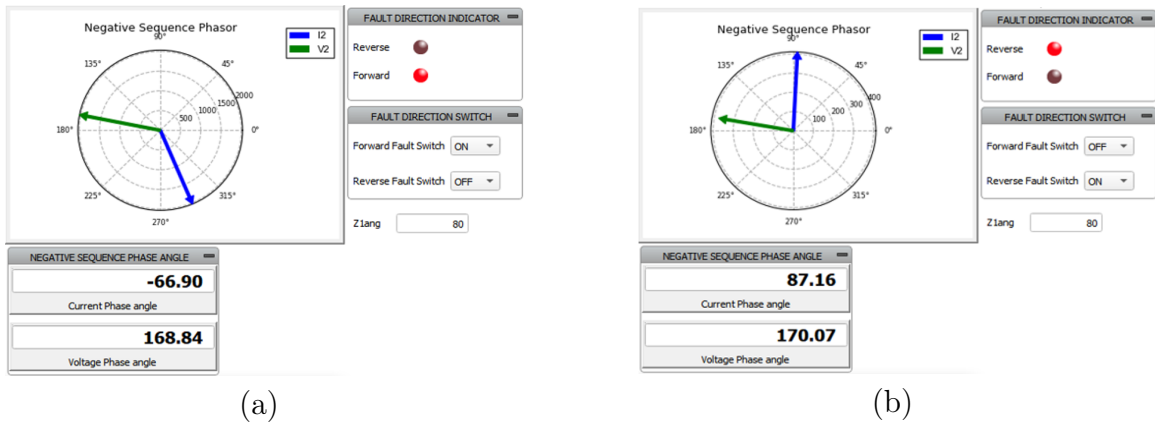 Negative Sequence Phasor
90°
I2
V2
135°
45°
2000
1500
1000
500
180°
0°
225°
315°
270°
FAULT DIRECTION INDICATOR
Reverse
Forward
FAULT DIRECTION SWITCH
Forward Fault Switch ON
Reverse Fault Switch OFF
Z1ang 80
NEGATIVE SEQUENCE PHASE ANGLE
-66.90
Current Phase angle
168.84
Voltage Phase angle
(a)
Negative Sequence Phasor
90°
I2
V2
135°
45°
400
300
200
100
180°
0°
225°
315°
270°
FAULT DIRECTION INDICATOR
Reverse
Forward
FAULT DIRECTION SWITCH
Forward Fault Switch OFF
Reverse Fault Switch ON
Z1ang 80
NEGATIVE SEQUENCE PHASE ANGLE
87.16
Current Phase angle
170.07
Voltage Phase angle
(b)